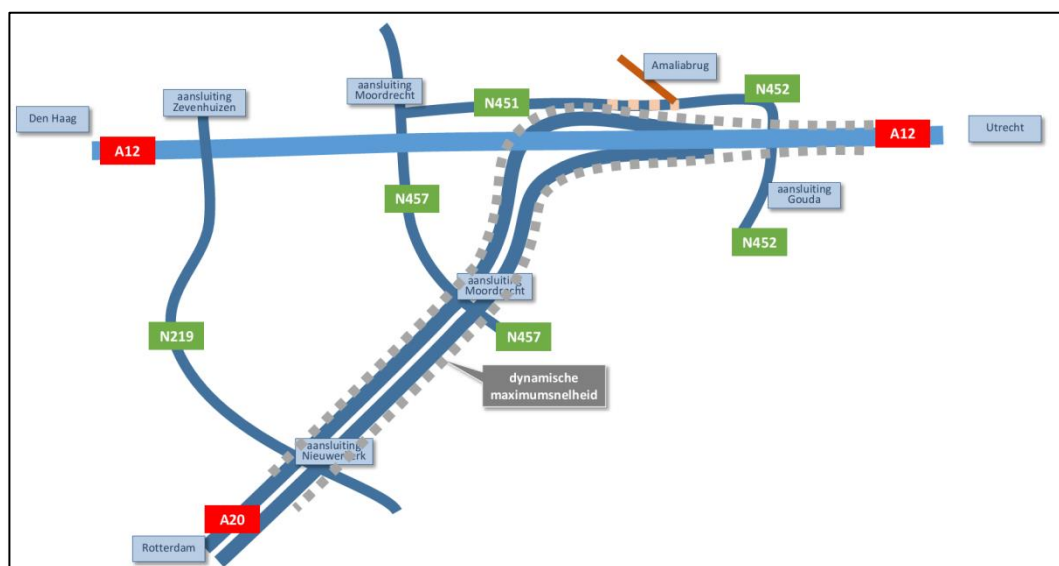 Amaliabrug
aansluiting
Zevenhuizen
aansluiting
Moordrecht
N451
N452
Den Haag
A12
A12
Utrecht
N457
aansluiting
Gouda
N452
aansluiting
Moordrecht
N219
N457
dynamische
maximumsnelheid
aansluiting
Nieuwerkerk
A20
Rotterdam